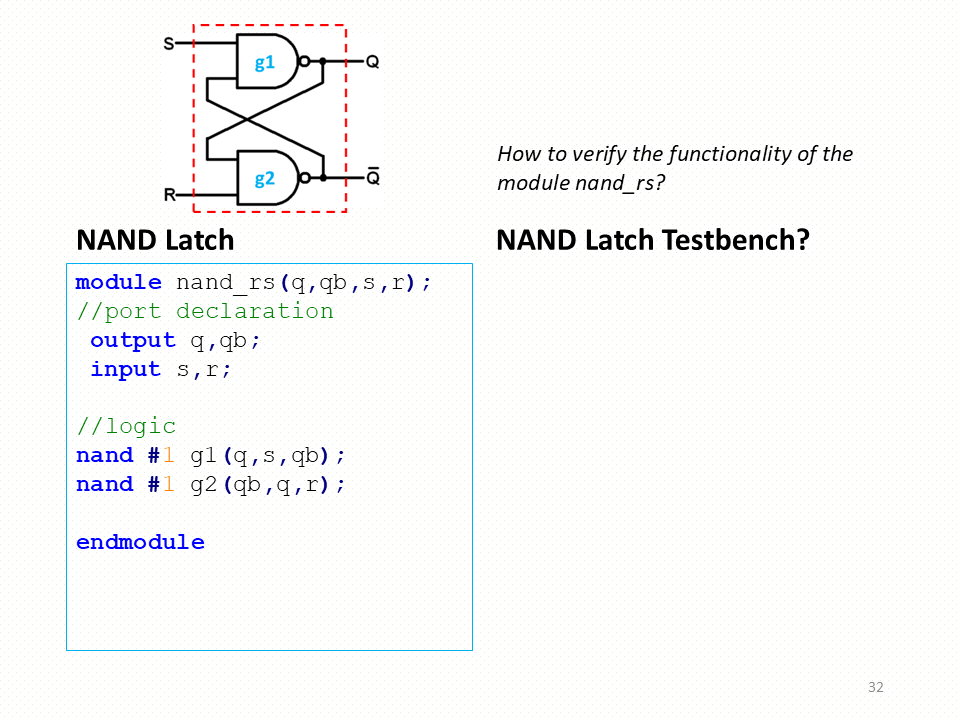 S
g1
Q
g2
Q̅
R
How to verify the functionality of the
module nand_rs?
NAND Latch
NAND Latch Testbench?
module nand_rs(q,qb,s,r);
//port declaration
output q,qb;
input s,r;
//logic
nand #1 g1(q,s,qb);
nand #1 g2(qb,q,r);
endmodule
32